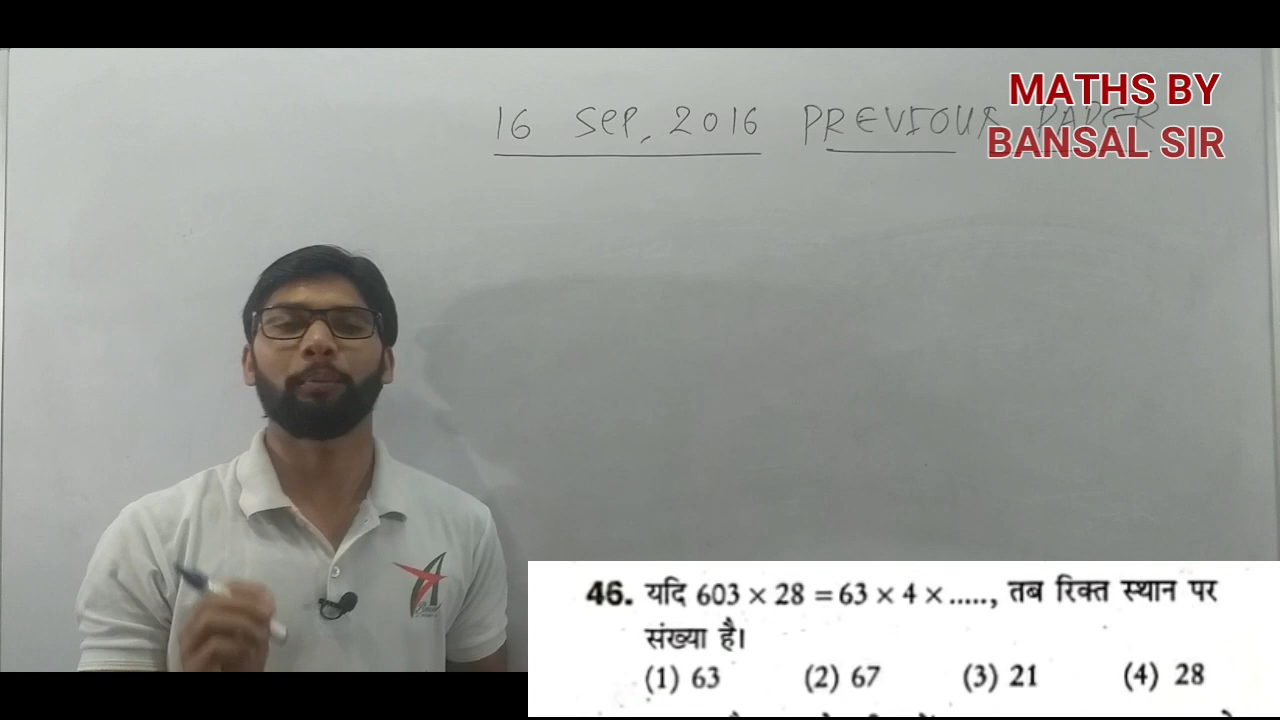 MATHS BY
BANSAL SIR
16 SEP, 2016 PREVIOUS PAPER
46. यदि 603 × 28 = 63 × 4 × ....., तब रिक्त स्थान पर
संख्या है।
(1) 63 (2) 67 (3) 21 (4) 28